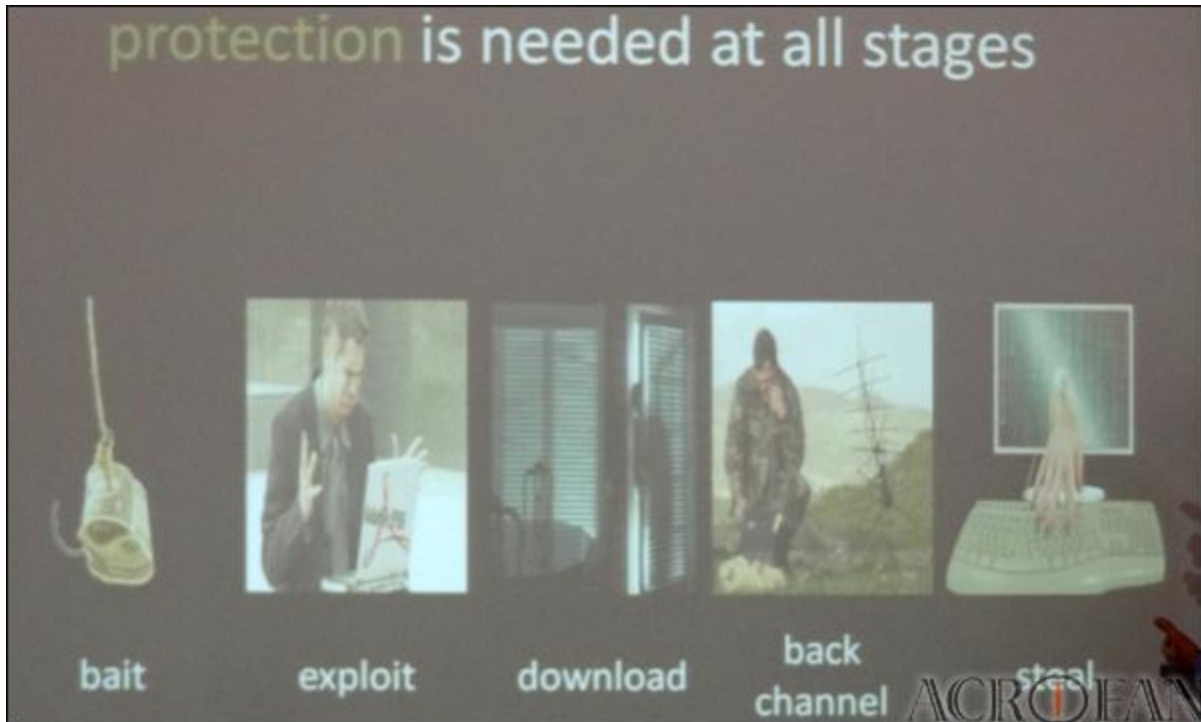 protection is needed at all stages
bait
exploit
download
back
channel
steal
ACROFAN